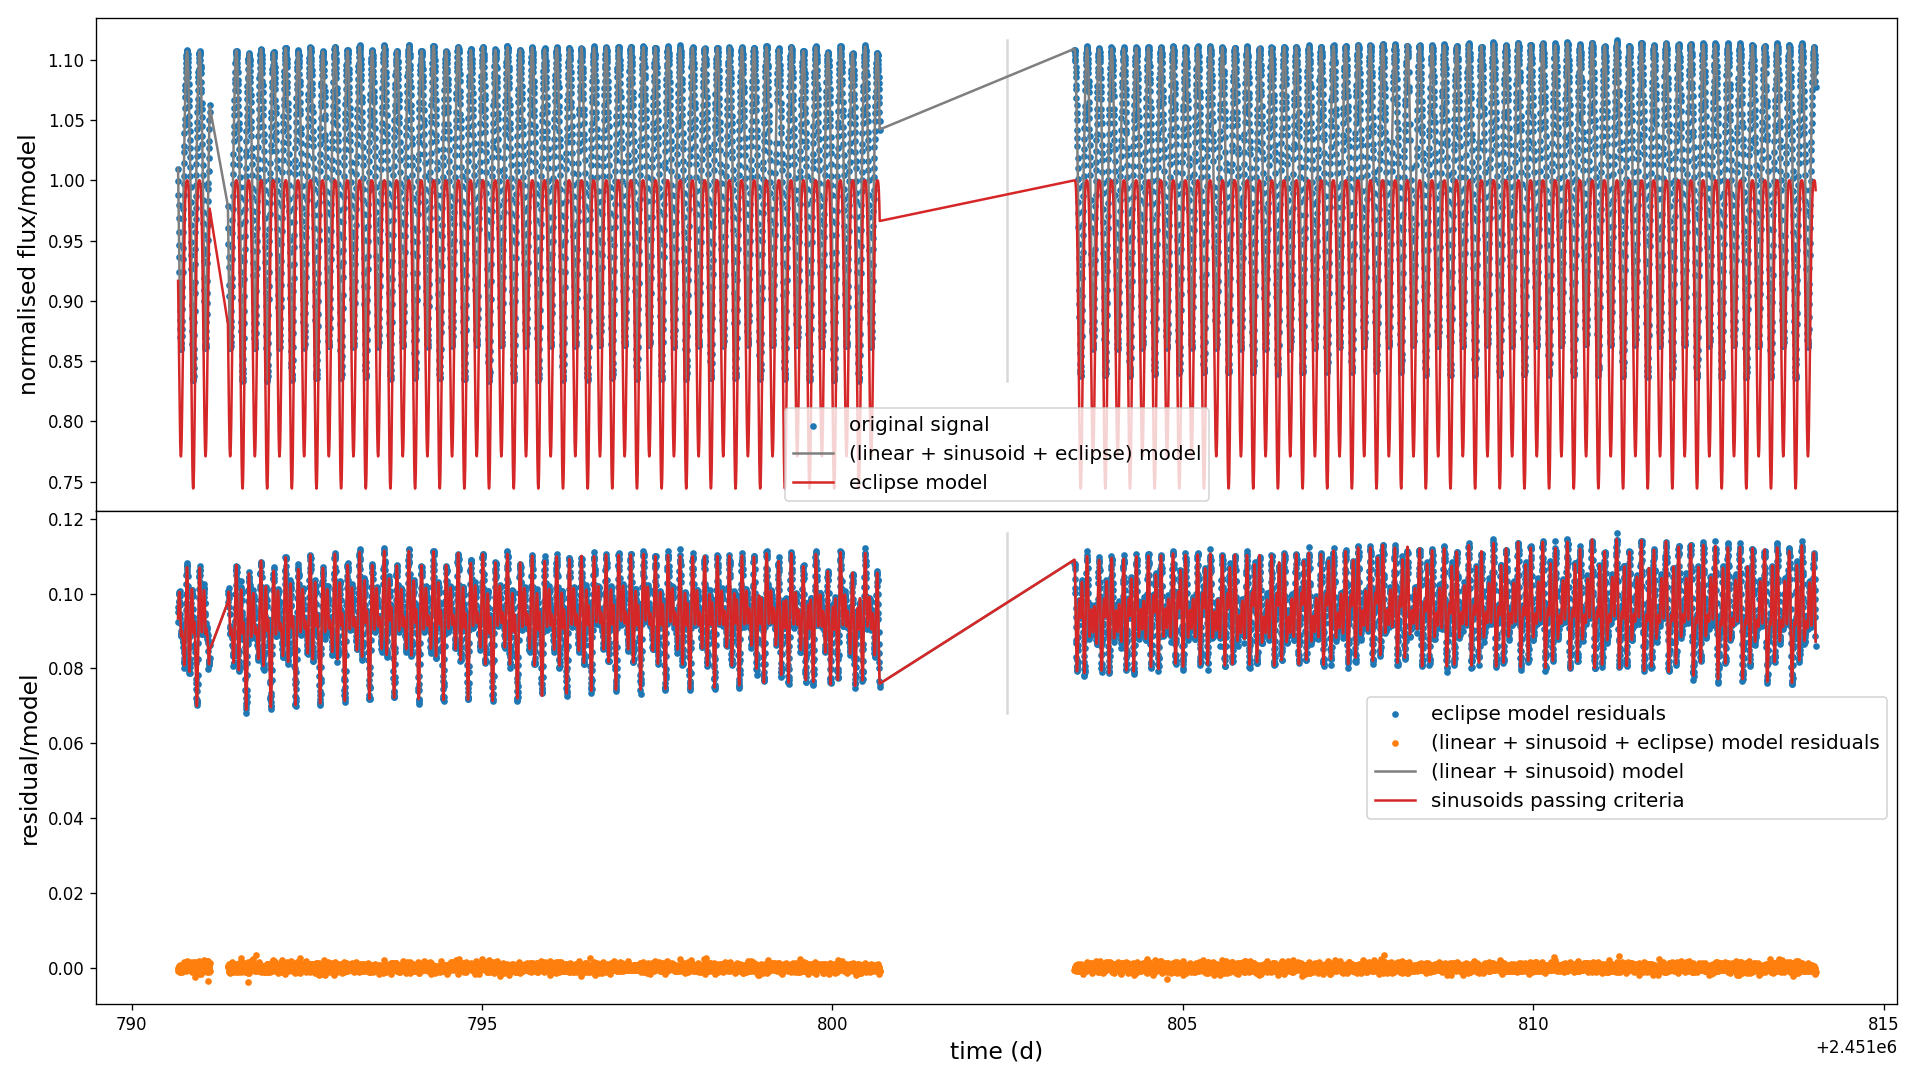 1.10
1.05
1.00
0.95
0.90
0.85
0.80
0.75
normalised flux/model
original signal
(linear + sinusoid + eclipse) model
eclipse model
0.12
0.10
0.08
0.06
0.04
0.02
0.00
residual/model
eclipse model residuals
(linear + sinusoid + eclipse) model residuals
(linear + sinusoid) model
sinusoids passing criteria
790 795 800 805 810 815
time (d)
+2.451e6